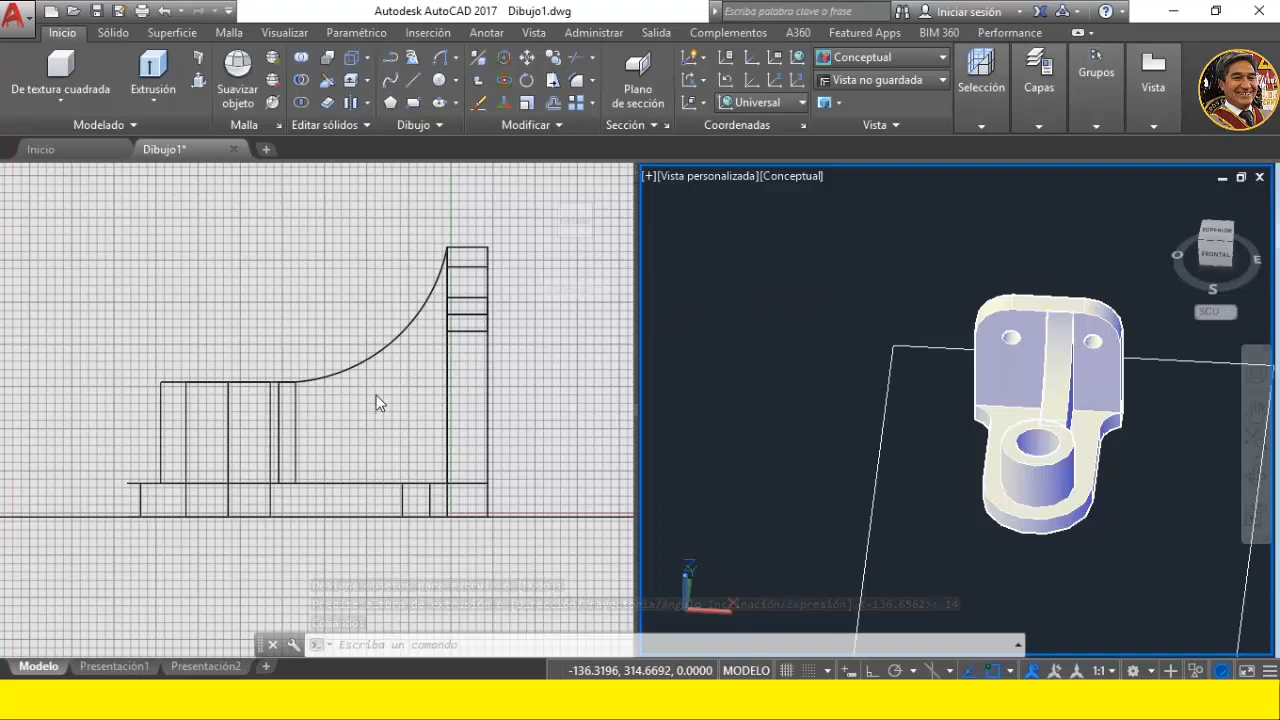 Autodesk AutoCAD 2017 Dibujo1.dwg
Escriba palabra clave o frase
Iniciar sesión
Inicio Sólido Superficie Malla Visualizar Paramétrico Inserción Anotar Vista Administrar Salida Complementos A360 Featured Apps BIM 360 Performance
De textura cuadrada
Extrusión
Suavizar objeto
Plano de sección
Conceptual
Vista no guardada
Universal
Selección
Capas
Grupos
Vista
Modelado Malla Editar sólidos Dibujo Modificar Sección Coordenadas Vista
Inicio Dibujo1*
[+][Vista personalizada][Conceptual]
SUPERIOR
FRONTAL
O E
S
SCU
Z
Y
X
Comando:
Escriba un comando
Modelo Presentación1 Presentación2
-136.3196, 314.6692, 0.0000 MODELO 1:1